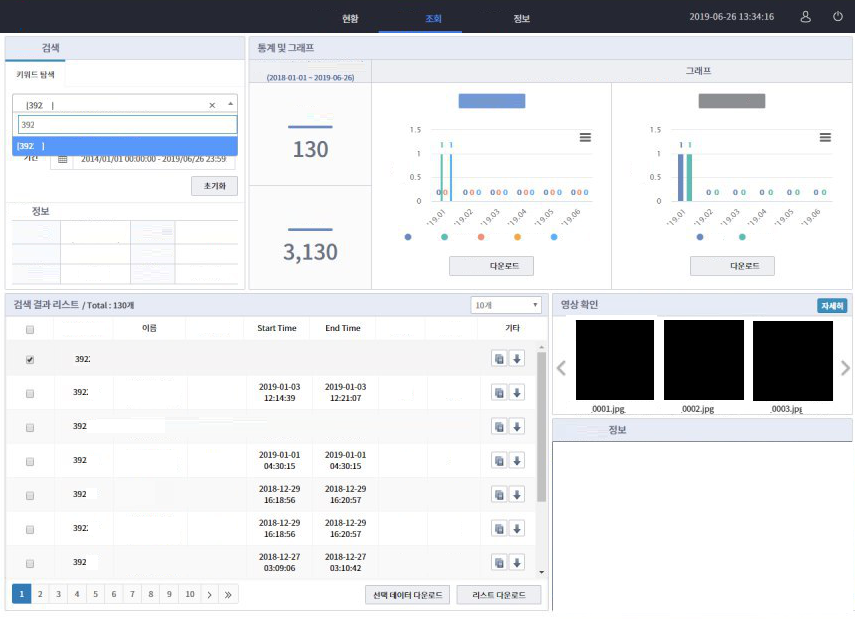 현황 조회 정보 2019-06-26 13:34:16
검색
키워드 탐색
[392 ] ×
392
[392 ]
기간 2014/01/01 00:00:00 - 2019/06/26 23:59
초기화
정보
통계 및 그래프
(2018-01-01 ~ 2019-06-26)
그래프
130
3,130
1.5
1
0.5
0
1 1
0 0 0 0 0 0 0 0 0 0 0 0 0 0 0 0 0
'19.01 '19.02 '19.03 '19.04 '19.05 '19.06
다운로드
1.5
1
0.5
0
1 1
0 0 0 0 0 0 0 0 0 0
'19.01 '19.02 '19.03 '19.04 '19.05 '19.06
다운로드
검색 결과 리스트 / Total : 130개 10개
이름 Start Time End Time 기타
392
392 2019-01-03 12:14:39 2019-01-03 12:21:07
392
392 2019-01-01 04:30:15 2019-01-01 04:30:15
392 2018-12-29 16:18:56 2018-12-29 16:20:57
392 2018-12-29 16:18:56 2018-12-29 16:20:57
392 2018-12-27 03:09:06 2018-12-27 03:10:42
1 2 3 4 5 6 7 8 9 10 > »
선택 데이터 다운로드 리스트 다운로드
영상 확인 자세히
_0001.jpg _0002.jpg _0003.jpg
정보